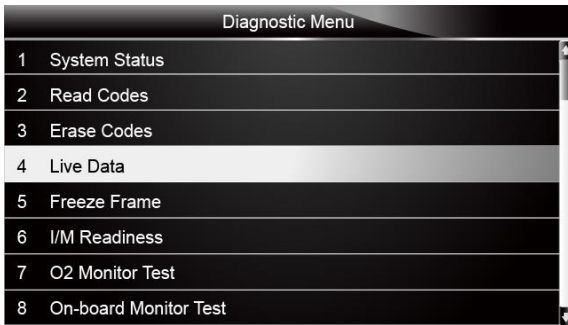 Diagnostic Menu
1 System Status
2 Read Codes
3 Erase Codes
4 Live Data
5 Freeze Frame
6 I/M Readiness
7 O2 Monitor Test
8 On-board Monitor Test